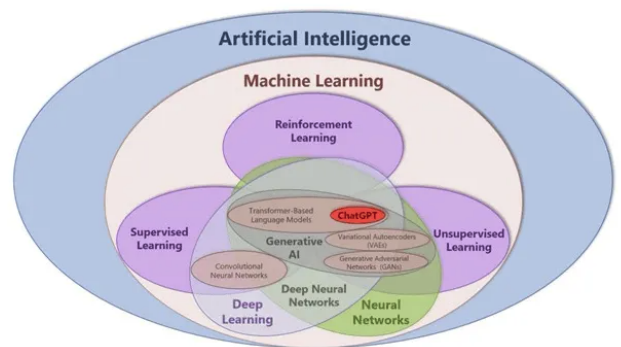 Artificial Intelligence
Machine Learning
Reinforcement
Learning
Transformer-Based
Language Models
ChatGPT
Supervised
Learning
Generative
AI
Variational Autoencoders
(VAEs)
Unsupervised
Learning
Generative Adversarial
Networks (GANs)
Convolutional
Neural Networks
Deep Neural
Networks
Deep
Learning
Neural
Networks